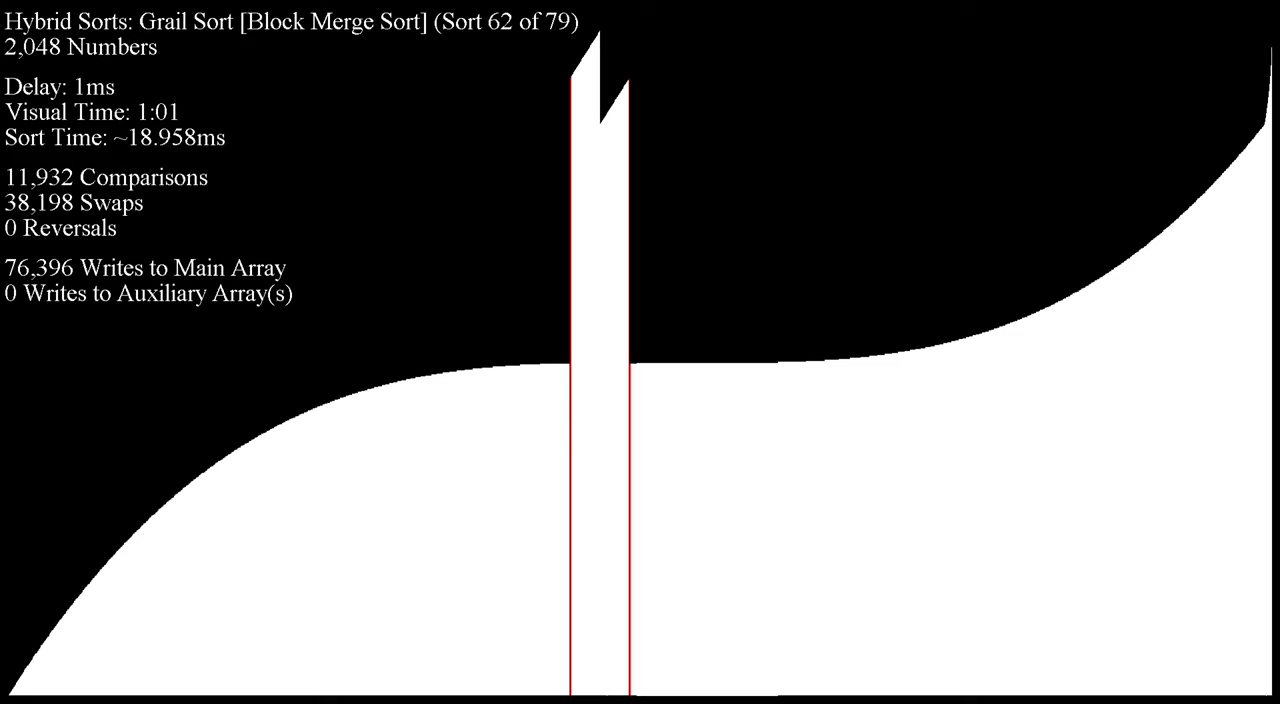 Hybrid Sorts: Grail Sort [Block Merge Sort] (Sort 62 of 79)
2,048 Numbers
Delay: 1ms
Visual Time: 1:01
Sort Time: ~18.958ms
11,932 Comparisons
38,198 Swaps
0 Reversals
76,396 Writes to Main Array
0 Writes to Auxiliary Array(s)